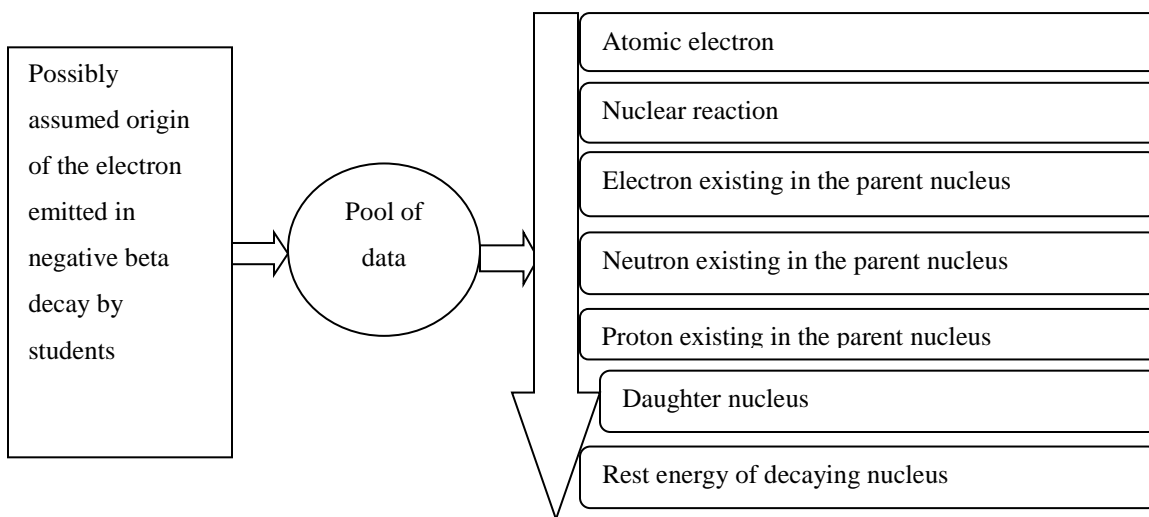 Possibly
assumed origin
of the electron
emitted in
negative beta
decay by
students
Pool of
data
Atomic electron
Nuclear reaction
Electron existing in the parent nucleus
Neutron existing in the parent nucleus
Proton existing in the parent nucleus
Daughter nucleus
Rest energy of decaying nucleus